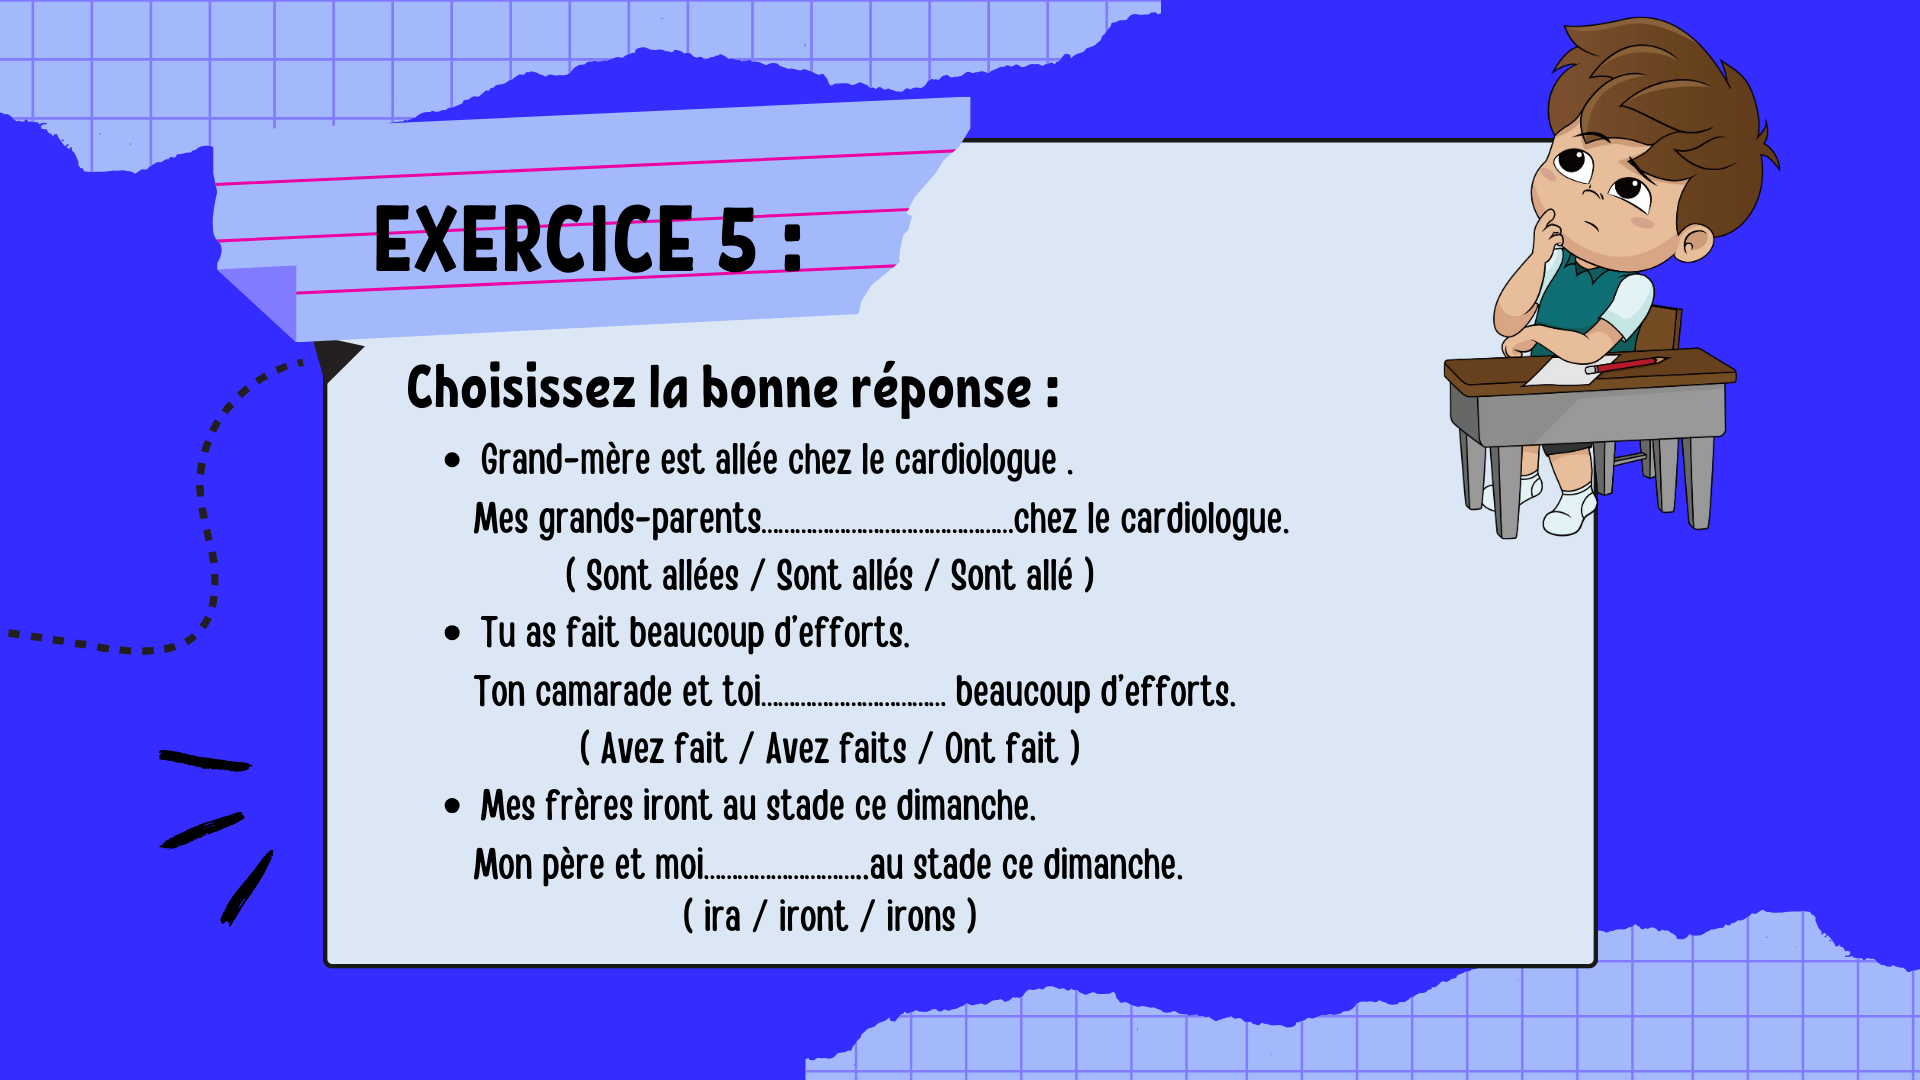 EXERCICE 5 :
Choisissez la bonne réponse :
• Grand-mère est allée chez le cardiologue .
Mes grands-parents.......................................chez le cardiologue.
( Sont allées / Sont allés / Sont allé )
• Tu as fait beaucoup d'efforts.
Ton camarade et toi............................ beaucoup d'efforts.
( Avez fait / Avez faits / Ont fait )
• Mes frères iront au stade ce dimanche.
Mon père et moi..........................au stade ce dimanche.
( ira / iront / irons )